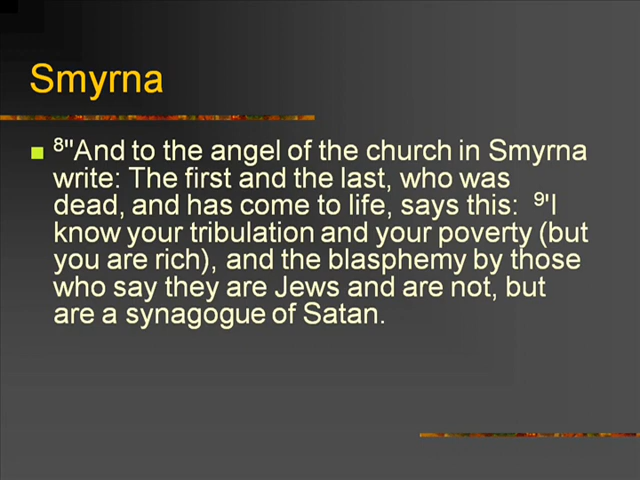 Smyrna
⁸"And to the angel of the church in Smyrna
write: The first and the last, who was
dead, and has come to life, says this: ⁹'I
know your tribulation and your poverty (but
you are rich), and the blasphemy by those
who say they are Jews and are not, but
are a synagogue of Satan.